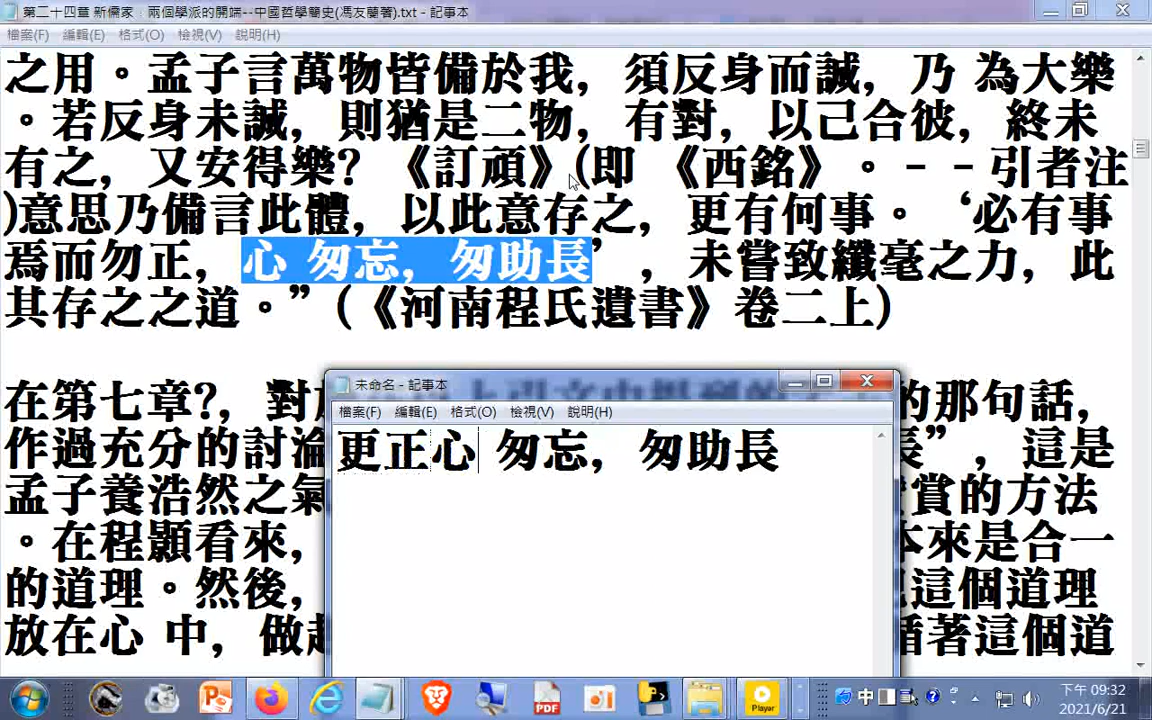 第二十四章 新儒家：兩個學派的開端--中國哲學簡史(馮友蘭著).txt - 記事本
檔案(F) 編輯(E) 格式(O) 檢視(V) 說明(H)
之用。孟子言萬物皆備於我，須反身而誠，乃 為大樂
。若反身未誠，則猶是二物，有對，以己合彼，終未
有之，又安得樂？《訂頑》(即 《西銘》 。－－引者注
)意思乃備言此體，以此意存之，更有何事。‘必有事
焉而勿正，心 匆忘，匆助長’，未嘗致纖毫之力，此
其存之之道。”(《河南程氏遺書》卷二上)
在第七章?，對 的那句話，
作過充分的討淪 長”，這是
孟子養浩然之氣 賞的方法
。在程顥看來， 本來是合一
的道理。然後， 這個道理
放在心 中，做起 循著這個道
未命名 - 記事本
檔案(F) 編輯(E) 格式(O) 檢視(V) 說明(H)
更正心 匆忘，匆助長
PDF
Player
中
下午 09:32
2021/6/21